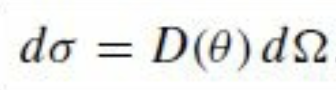 dσ = D(θ) dΩ